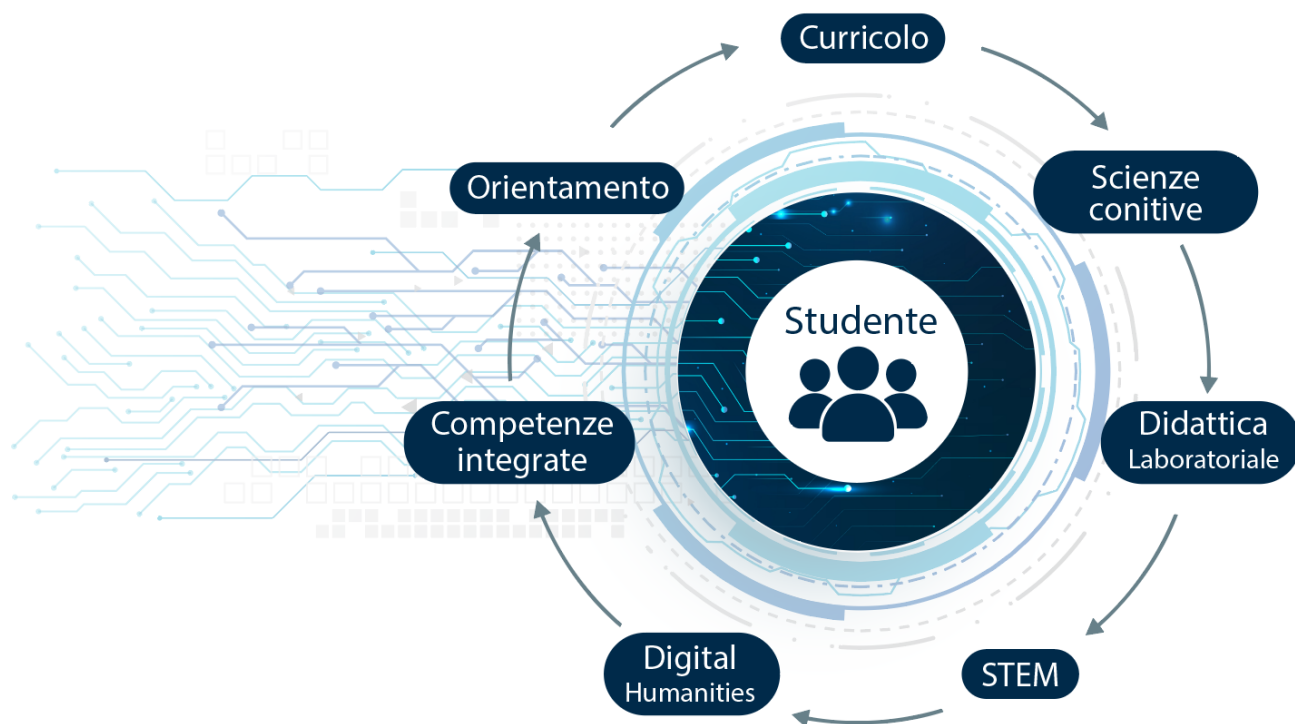 Curricolo
Scienze
conitive
Didattica
Laboratoriale
STEM
Digital
Humanities
Competenze
integrate
Orientamento
Studente